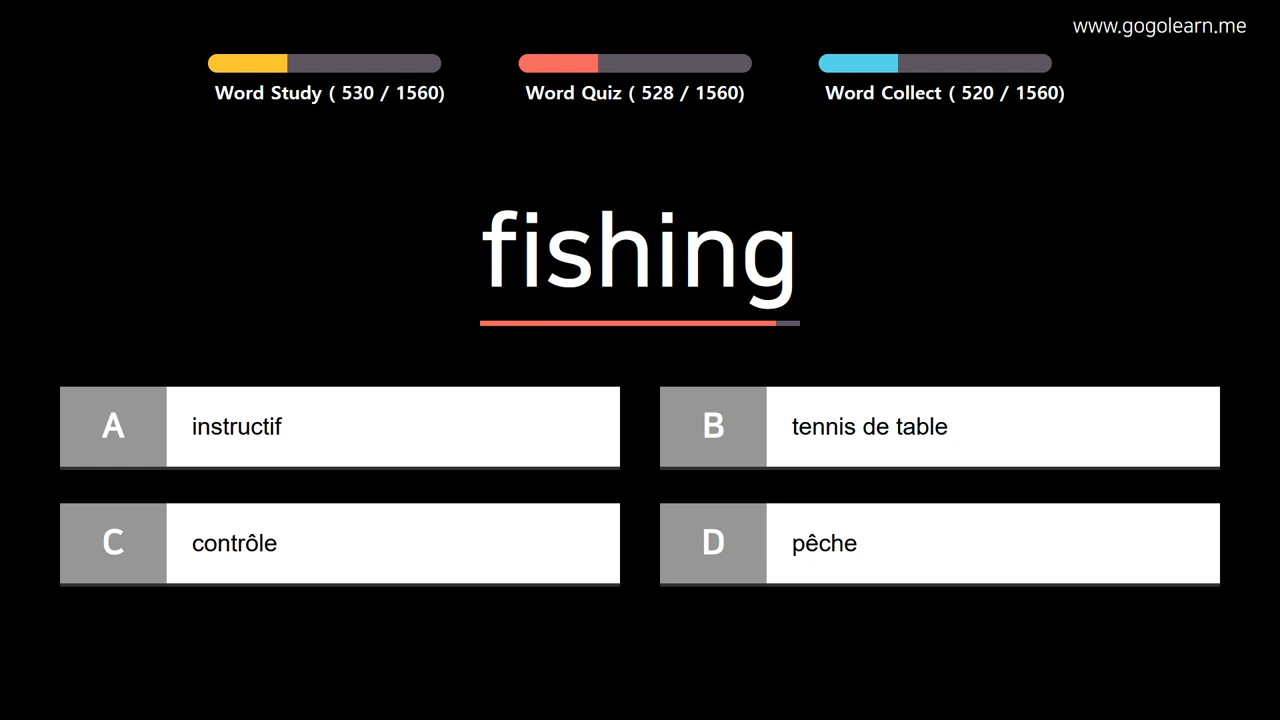 www.gogolearn.me
Word Study ( 530 / 1560)
Word Quiz ( 528 / 1560)
Word Collect ( 520 / 1560)
fishing
A instructif
B tennis de table
C contrôle
D pêche